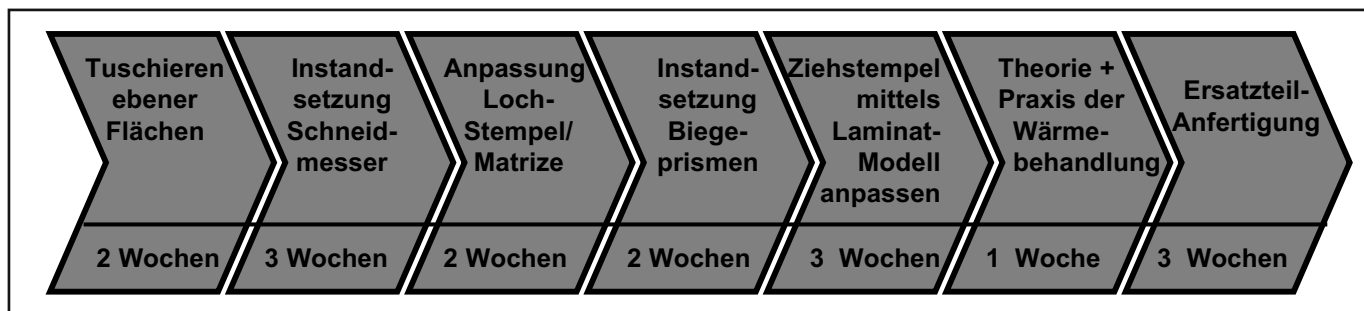 Tuschieren
ebener
Flächen
2 Wochen
Instand-
setzung
Schneid-
messer
3 Wochen
Anpassung
Loch-
Stempel/
Matrize
2 Wochen
Instand-
setzung
Biege-
prismen
2 Wochen
Ziehstempel
mittels
Laminat-
Modell
anpassen
3 Wochen
Theorie +
Praxis der
Wärme-
behandlung
1 Woche
Ersatzteil-
Anfertigung
3 Wochen